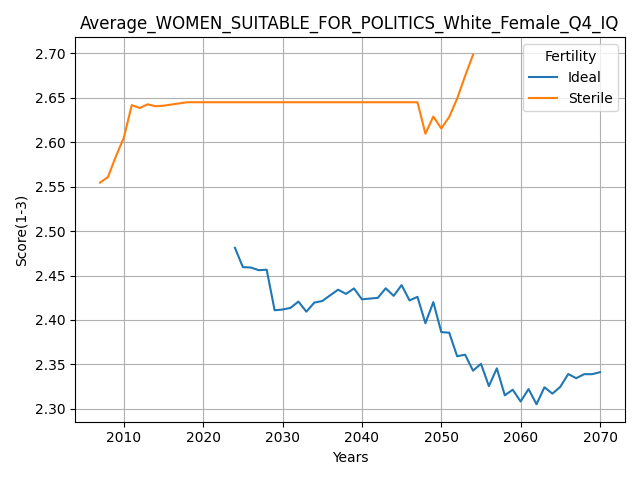 Average_WOMEN_SUITABLE_FOR_POLITICS_White_Female_Q4_IQ
Fertility
Ideal
Sterile
Score(1-3)
2.70
2.65
2.60
2.55
2.50
2.45
2.40
2.35
2.30
2010 2020 2030 2040 2050 2060 2070
Years